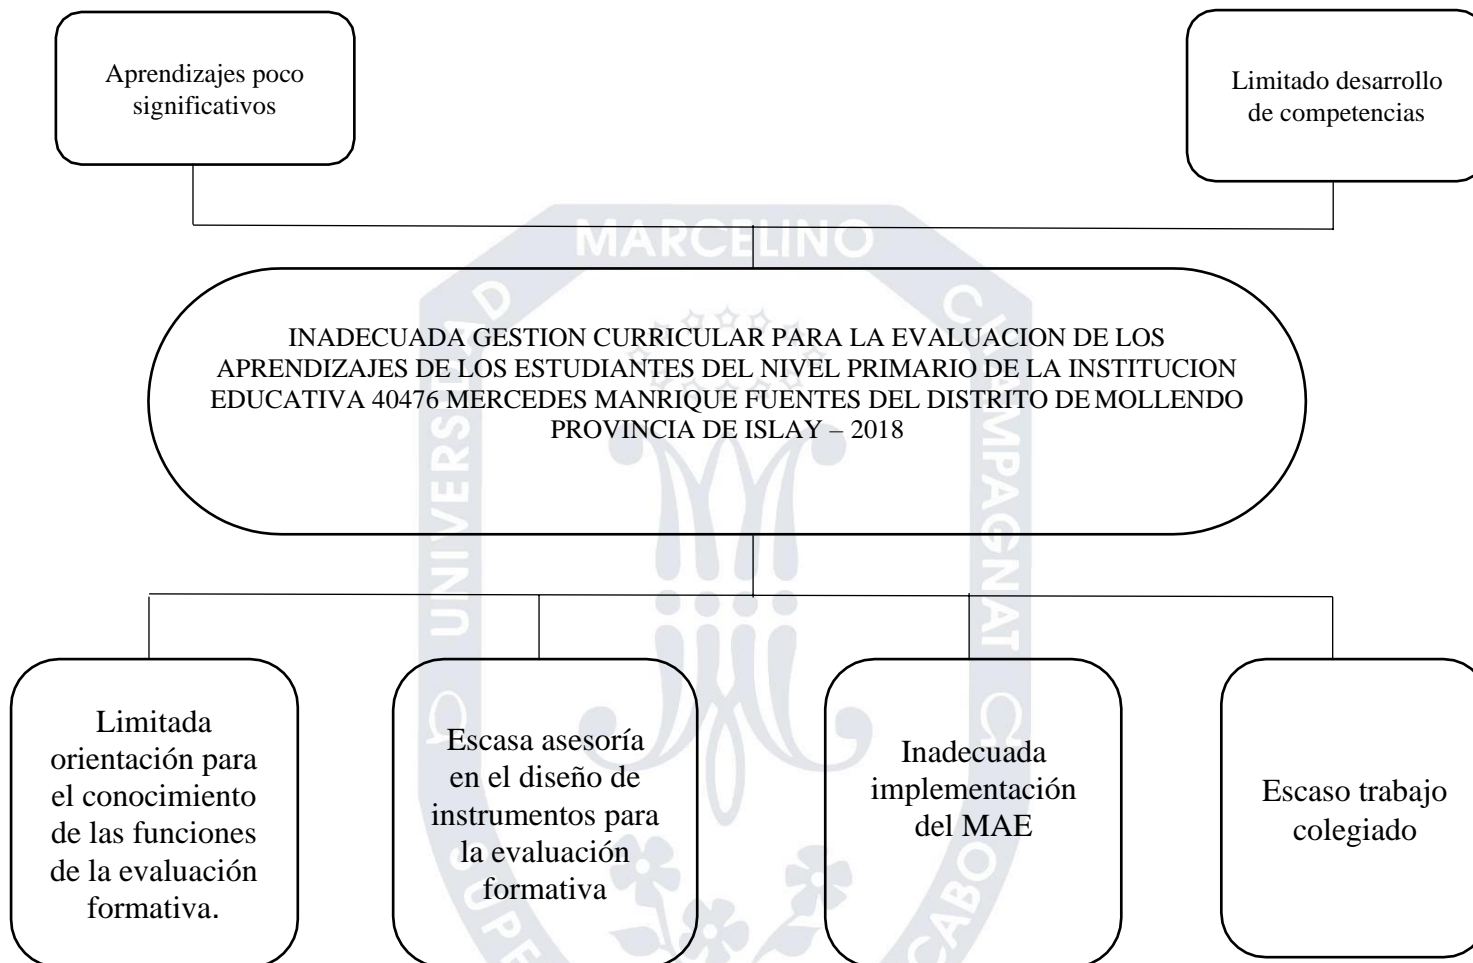 Aprendizajes poco
significativos
Limitado desarrollo
de competencias
MARCELINO
CHAMPAGNAT
UNIVERSIDAD
INADECUADA GESTION CURRICULAR PARA LA EVALUACION DE LOS
APRENDIZAJES DE LOS ESTUDIANTES DEL NIVEL PRIMARIO DE LA INSTITUCION
EDUCATIVA 40476 MERCEDES MANRIQUE FUENTES DEL DISTRITO DE MOLLENDO
PROVINCIA DE ISLAY – 2018
Limitada
orientación para
el conocimiento
de las funciones
de la evaluación
formativa.
Escasa asesoría
en el diseño de
instrumentos para
la evaluación
formativa
Inadecuada
implementación
del MAE
Escaso trabajo
colegiado